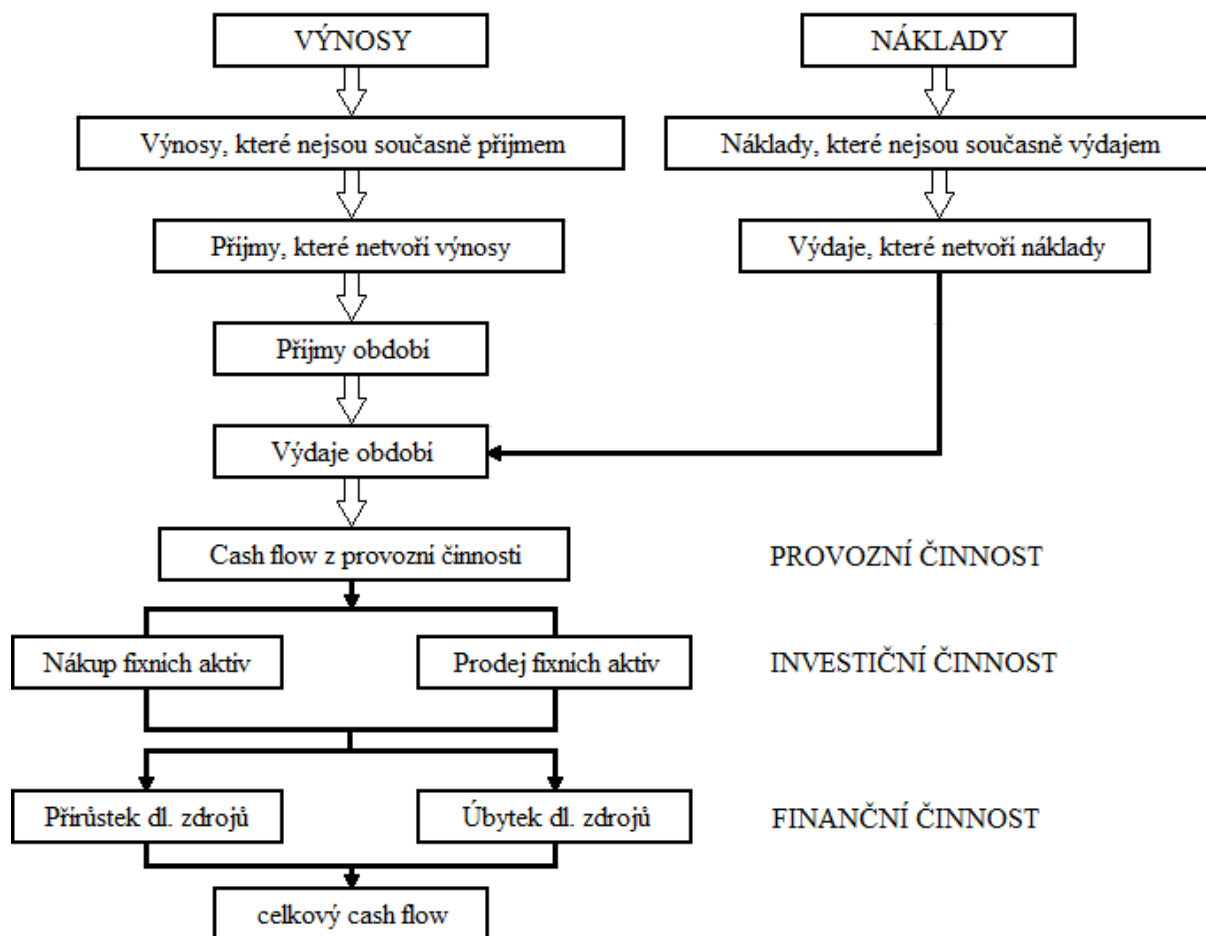 VÝNOSY
NÁKLADY
Výnosy, které nejsou současně příjmem
Náklady, které nejsou současně výdajem
Příjmy, které netvoří výnosy
Výdaje, které netvoří náklady
Příjmy období
Výdaje období
Cash flow z provozní činnosti
PROVOZNÍ ČINNOST
Nákup fixních aktiv
Prodej fixních aktiv
INVESTIČNÍ ČINNOST
Přírůstek dl. zdrojů
Úbytek dl. zdrojů
FINANČNÍ ČINNOST
celkový cash flow